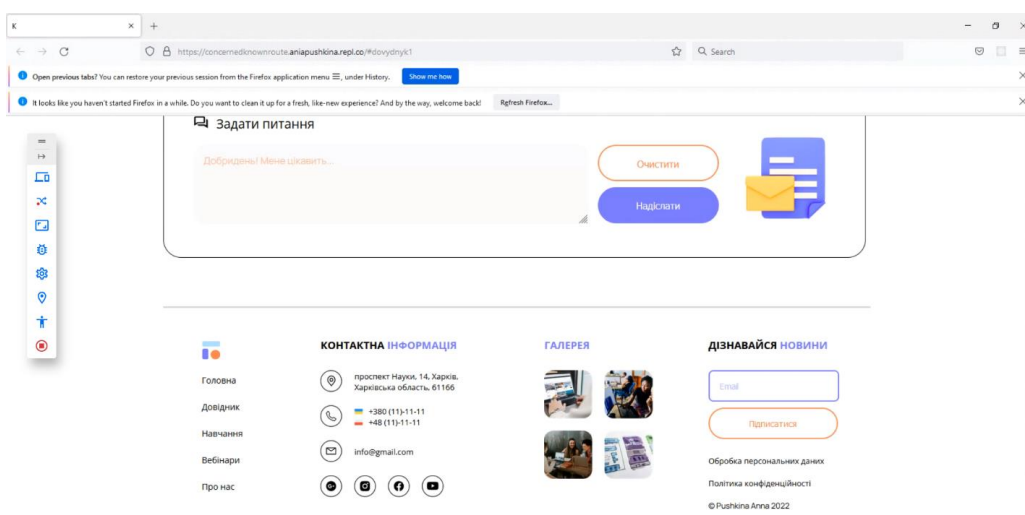 K
https://concernedknownroute.aniapushkina.repl.co/#dovydnyk1
Search
Open previous tabs? You can restore your previous session from the Firefox application menu ☰, under History.
Show me how
It looks like you haven't started Firefox in a while. Do you want to clean it up for a fresh, like-new experience? And by the way, welcome back!
Refresh Firefox...
Задати питання
Добридень! Мене цікавить...
Очистити
Надіслати
Головна
Довідник
Навчання
Вебінари
Про нас
КОНТАКТНА ІНФОРМАЦІЯ
проспект Науки, 14, Харків,
Харківська область, 61166
+380 (11)-11-11
+48 (11)-11-11
info@gmail.com
ГАЛЕРЕЯ
ДІЗНАВАЙСЯ НОВИНИ
Email
Підписатися
Обробка персональних даних
Політика конфіденційності
© Pushkina Anna 2022